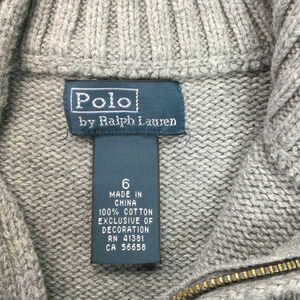 Polo
by Ralph Lauren
6
MADE IN
CHINA
100% COTTON
EXCLUSIVE OF
DECORATION
RN 41381
CA 56658